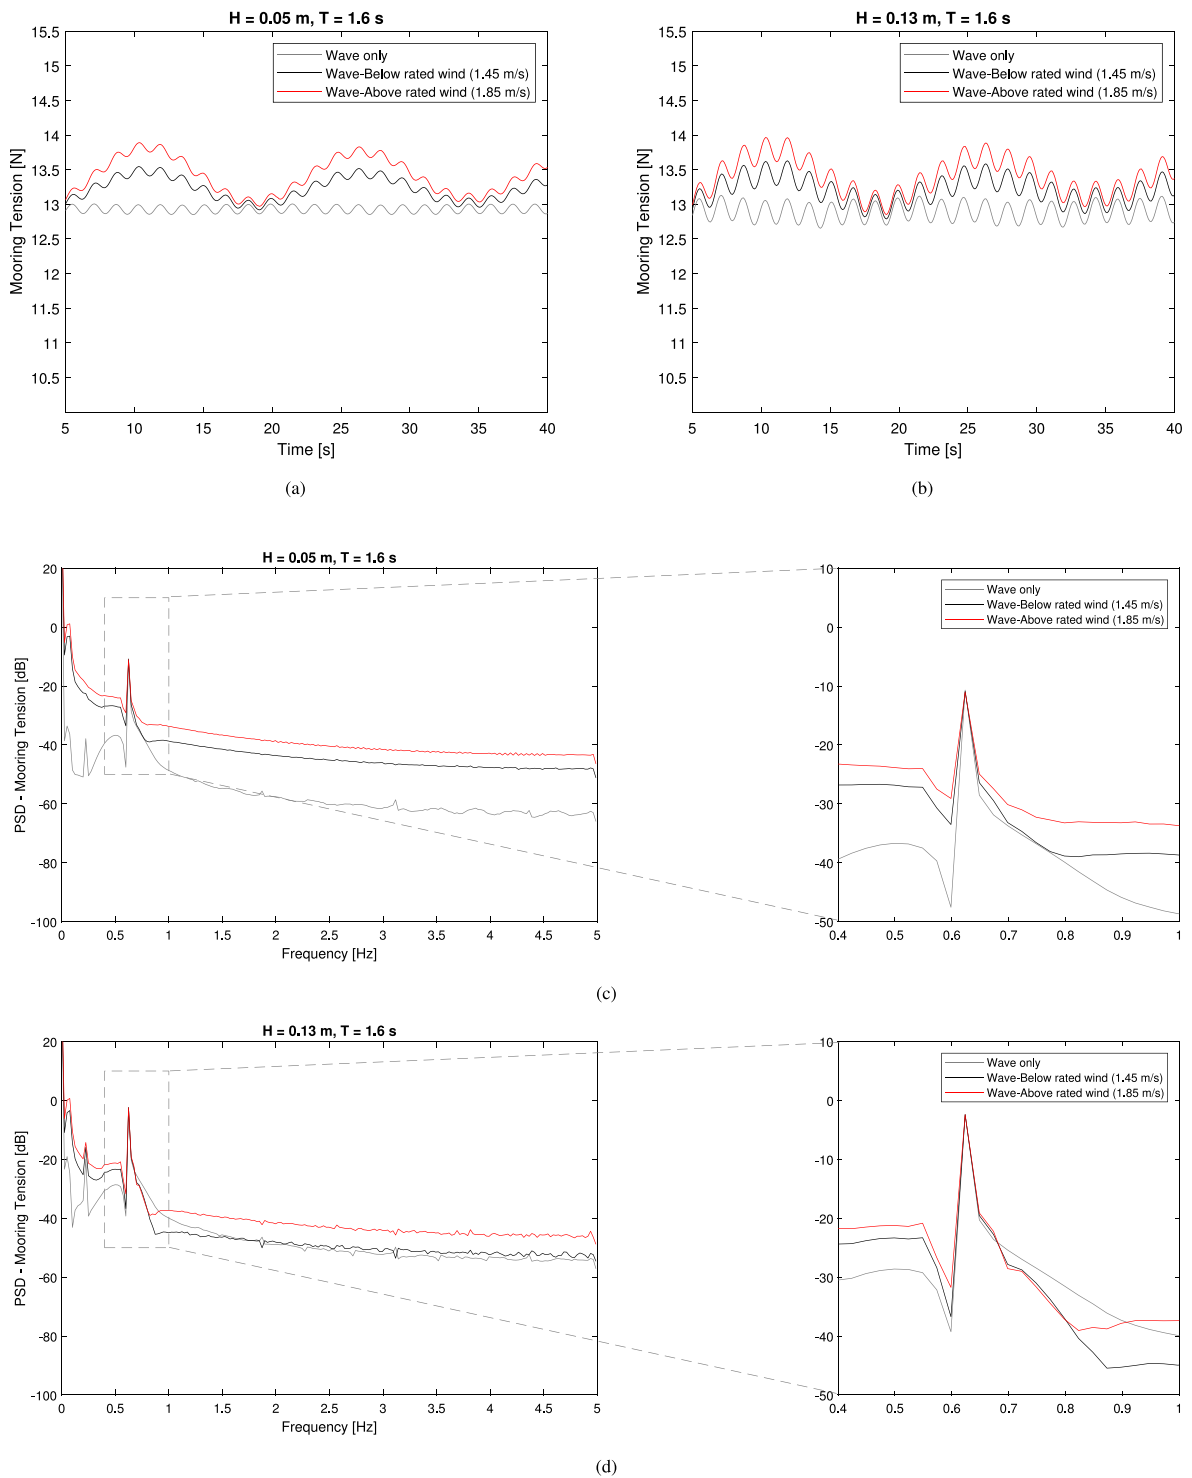 H = 0.05 m, T = 1.6 s
15.5
15
14.5
14
13.5
13
12.5
12
11.5
11
10.5
Mooring Tension [N]
Wave only
Wave-Below rated wind (1.45 m/s)
Wave-Above rated wind (1.85 m/s)
5 10 15 20 25 30 35 40
Time [s]
(a)
H = 0.13 m, T = 1.6 s
15.5
15
14.5
14
13.5
13
12.5
12
11.5
11
10.5
Mooring Tension [N]
Wave only
Wave-Below rated wind (1.45 m/s)
Wave-Above rated wind (1.85 m/s)
5 10 15 20 25 30 35 40
Time [s]
(b)
H = 0.05 m, T = 1.6 s
20
0
-20
-40
-60
-80
-100
PSD - Mooring Tension [dB]
0 0.5 1 1.5 2 2.5 3 3.5 4 4.5 5
Frequency [Hz]
10
0
-10
-20
-30
-40
-50
Wave only
Wave-Below rated wind (1.45 m/s)
Wave-Above rated wind (1.85 m/s)
0.4 0.5 0.6 0.7 0.8 0.9 1
(c)
H = 0.13 m, T = 1.6 s
20
0
-20
-40
-60
-80
-100
PSD - Mooring Tension [dB]
0 0.5 1 1.5 2 2.5 3 3.5 4 4.5 5
Frequency [Hz]
10
0
-10
-20
-30
-40
-50
Wave only
Wave-Below rated wind (1.45 m/s)
Wave-Above rated wind (1.85 m/s)
0.4 0.5 0.6 0.7 0.8 0.9 1
(d)